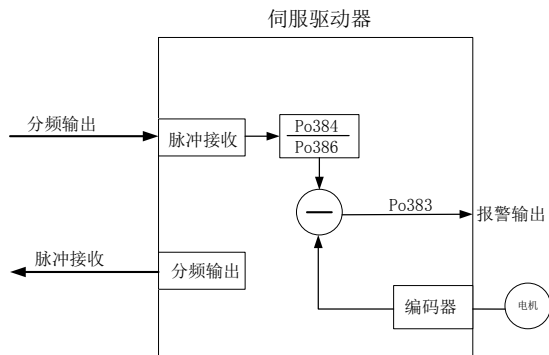 伺服驱动器
分频输出
脉冲接收
Po384
Po386
Po383
报警输出
脉冲接收
分频输出
编码器
电机